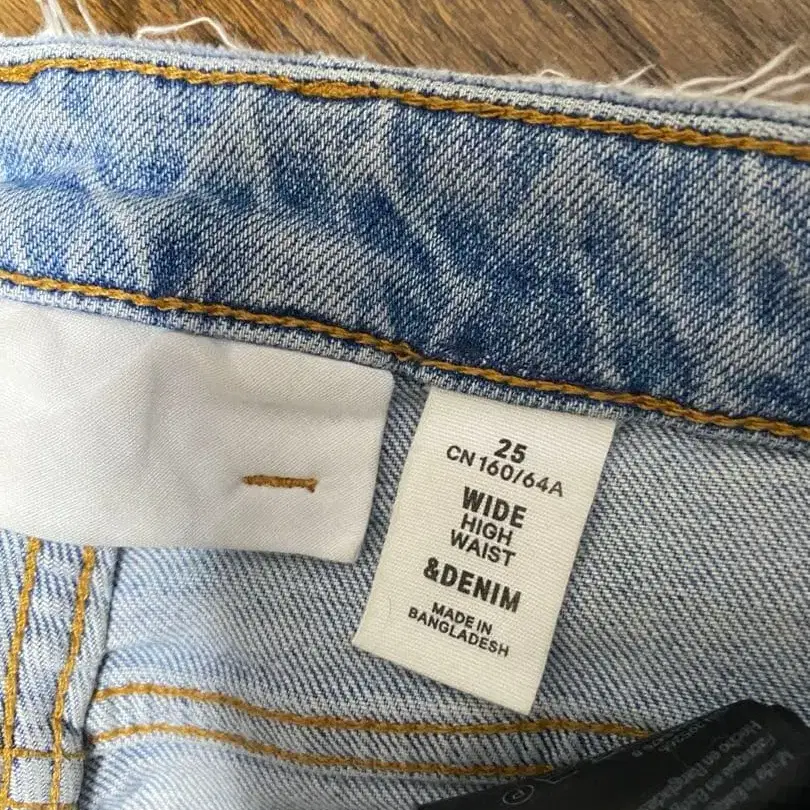 25
CN 160/64A
WIDE
HIGH
WAIST
&DENIM
MADE IN
BANGLADESH